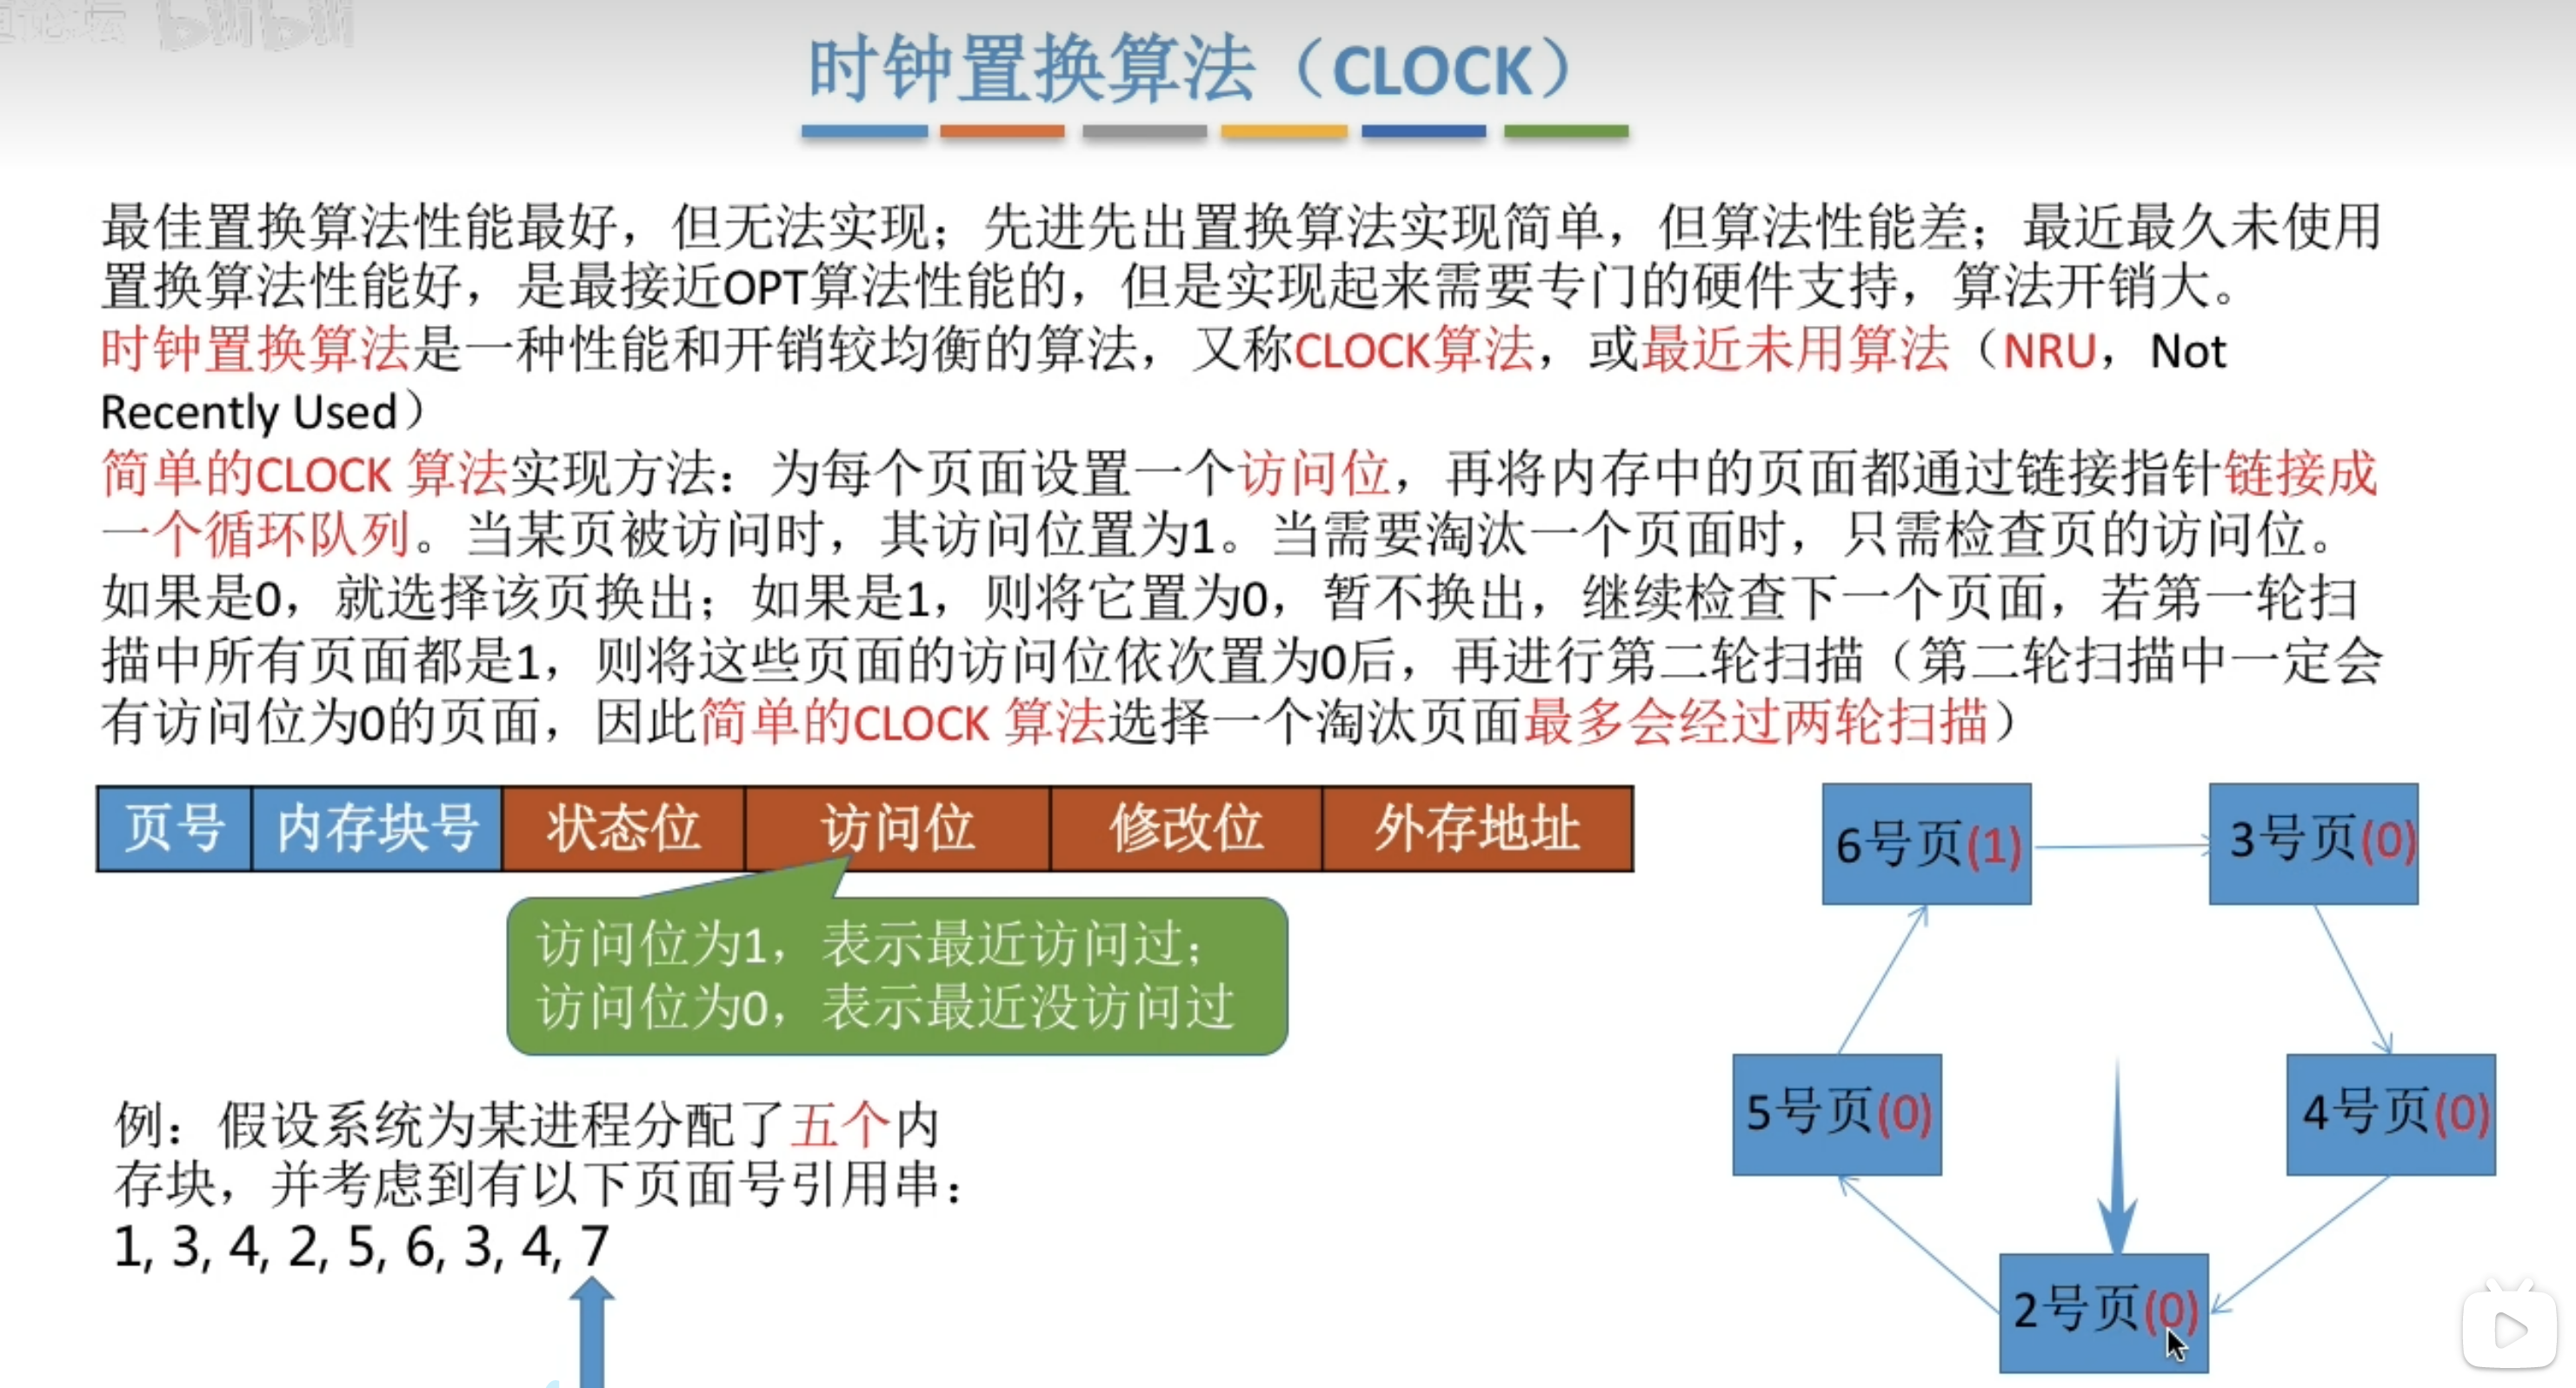 论坛 bilibili
时钟置换算法（CLOCK）
最佳置换算法性能最好，但无法实现；先进先出置换算法实现简单，但算法性能差；最近最久未使用
置换算法性能好，是最接近OPT算法性能的，但是实现起来需要专门的硬件支持，算法开销大。
时钟置换算法是一种性能和开销较均衡的算法，又称CLOCK算法，或最近未用算法（NRU，Not
Recently Used）
简单的CLOCK 算法实现方法：为每个页面设置一个访问位，再将内存中的页面都通过链接指针链接成
一个循环队列。当某页被访问时，其访问位置为1。当需要淘汰一个页面时，只需检查页的访问位。
如果是0，就选择该页换出；如果是1，则将它置为0，暂不换出，继续检查下一个页面，若第一轮扫
描中所有页面都是1，则将这些页面的访问位依次置为0后，再进行第二轮扫描（第二轮扫描中一定会
有访问位为0的页面，因此简单的CLOCK 算法选择一个淘汰页面最多会经过两轮扫描）
页号 内存块号 状态位 访问位 修改位 外存地址
访问位为1，表示最近访问过；
访问位为0，表示最近没访问过
例：假设系统为某进程分配了五个内
存块，并考虑到有以下页面号引用串：
1, 3, 4, 2, 5, 6, 3, 4, 7
6号页(1)
3号页(0)
5号页(0)
4号页(0)
2号页(0)